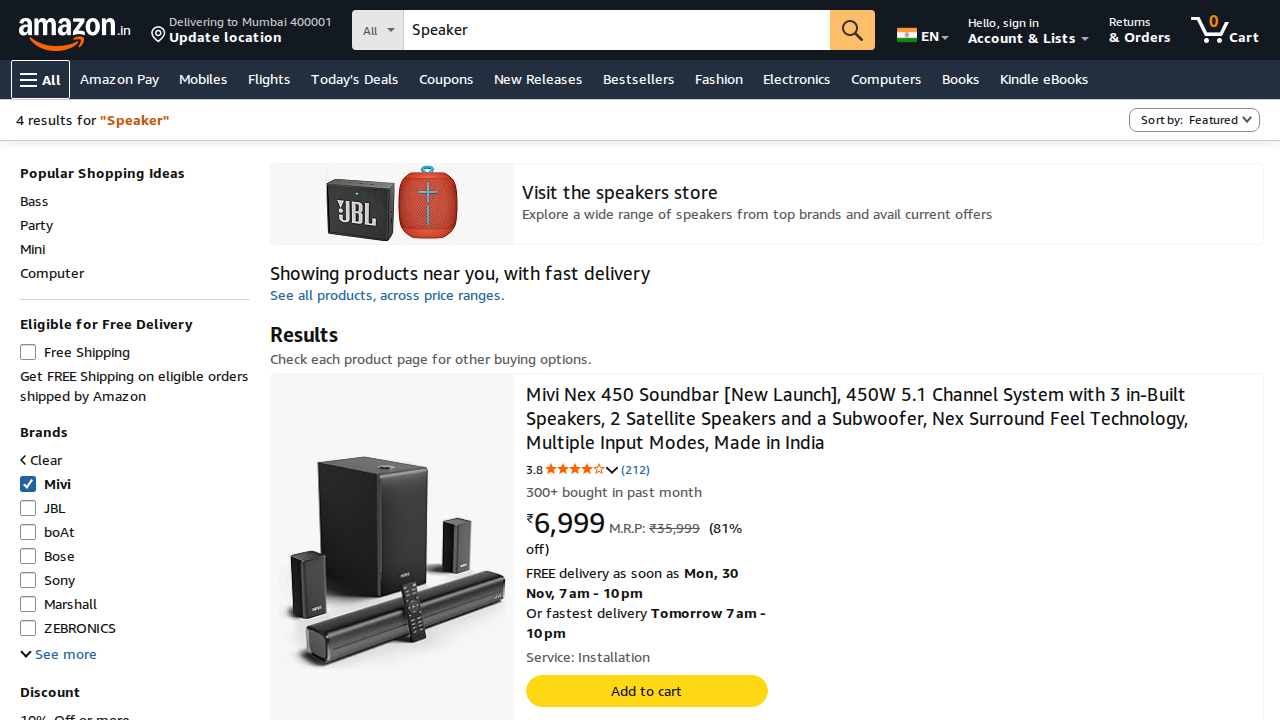 amazon.in
Delivering to Mumbai 400001
Update location
All
Speaker
EN
Hello, sign in
Account & Lists
Returns
& Orders
0
Cart
All
Amazon Pay
Mobiles
Flights
Today's Deals
Coupons
New Releases
Bestsellers
Fashion
Electronics
Computers
Books
Kindle eBooks
4 results for "Speaker"
Sort by: Featured
Popular Shopping Ideas
Bass
Party
Mini
Computer
Eligible for Free Delivery
Free Shipping
Get FREE Shipping on eligible orders
shipped by Amazon
Brands
Clear
Mivi
JBL
boAt
Bose
Sony
Marshall
ZEBRONICS
See more
Discount
10% Off or more
JBL
Visit the speakers store
Explore a wide range of speakers from top brands and avail current offers
Showing products near you, with fast delivery
See all products, across price ranges.
Results
Check each product page for other buying options.
Mivi Nex 450 Soundbar [New Launch], 450W 5.1 Channel System with 3 in-Built
Speakers, 2 Satellite Speakers and a Subwoofer, Nex Surround Feel Technology,
Multiple Input Modes, Made in India
3.8 (212)
300+ bought in past month
₹6,999 M.R.P: ₹35,999 (81%
off)
FREE delivery as soon as Mon, 30
Nov, 7 am - 10 pm
Or fastest delivery Tomorrow 7 am -
10 pm
Service: Installation
Add to cart